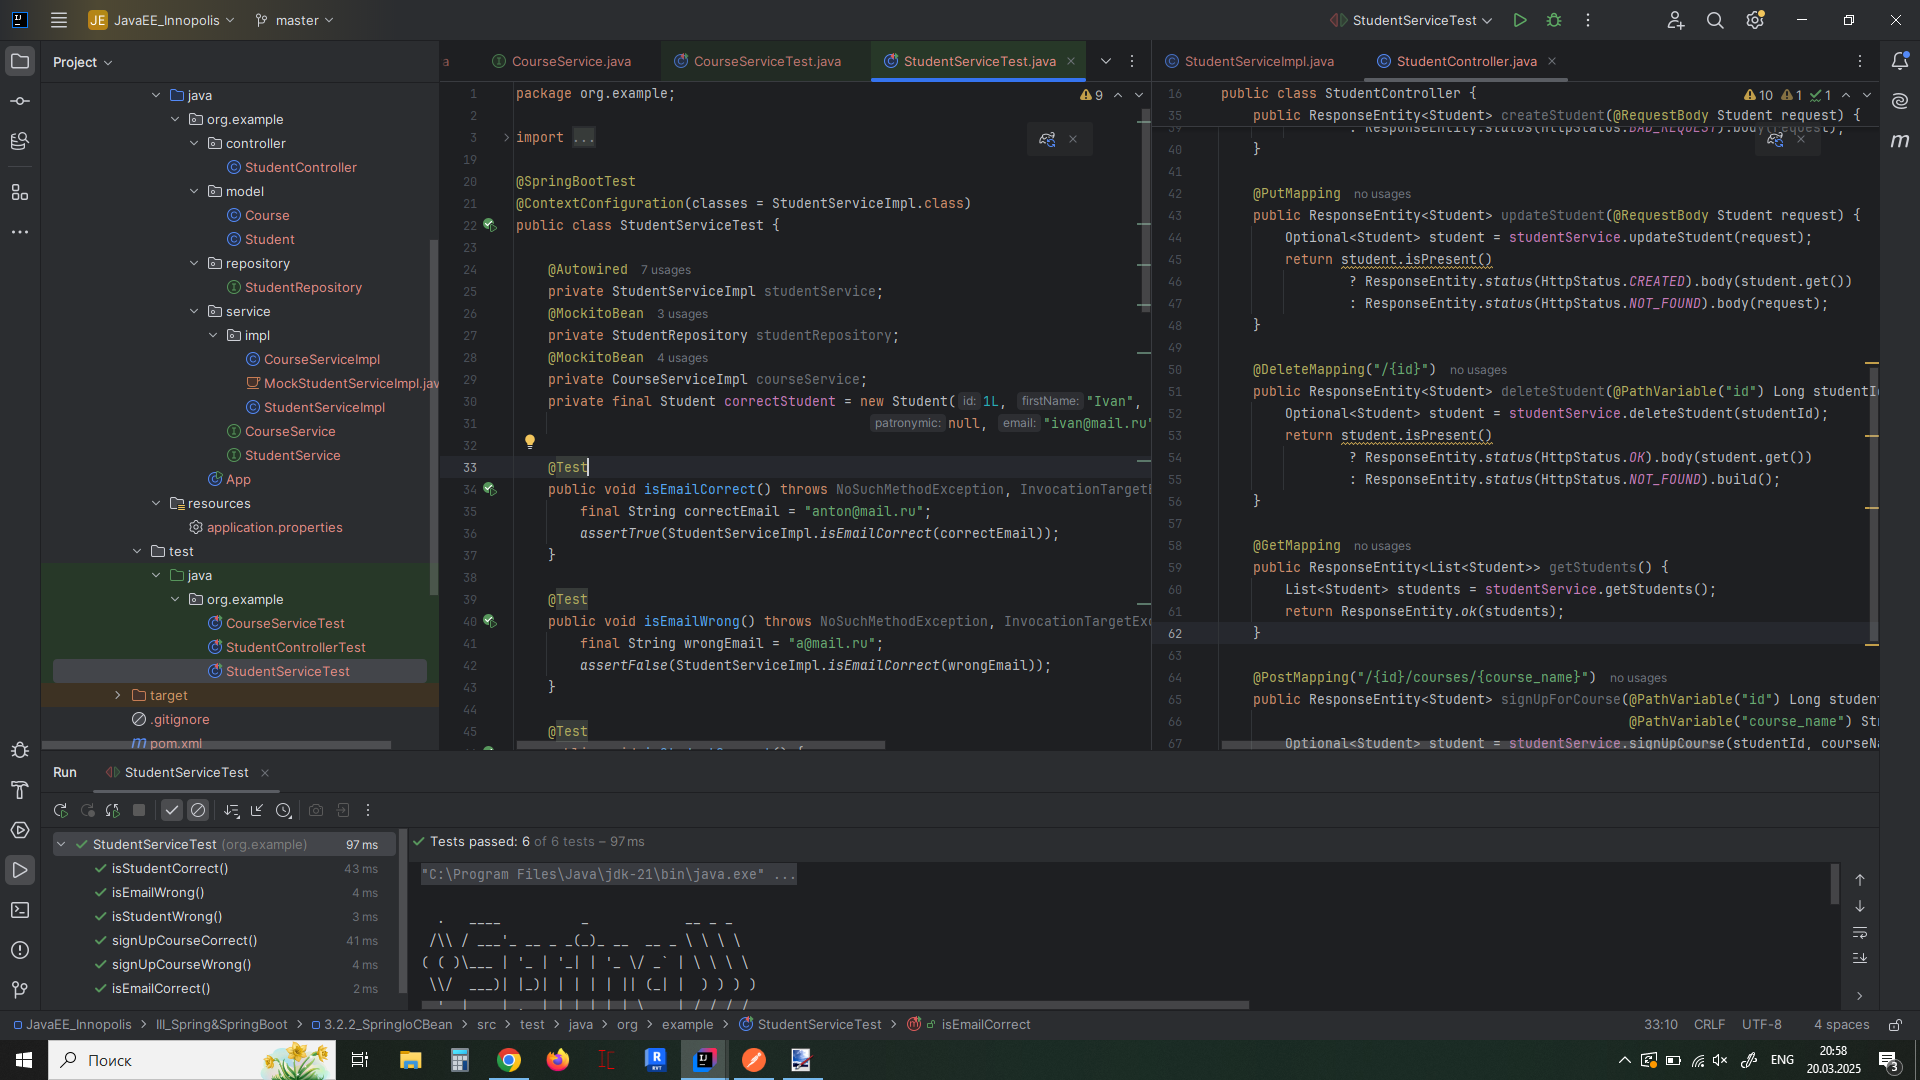 JE JavaEE_Innopolis master StudentServiceTest
Project
java
org.example
controller
StudentController
model
Course
Student
repository
StudentRepository
service
impl
CourseServiceImpl
MockStudentServiceImpl.jav
StudentServiceImpl
CourseService
StudentService
App
resources
application.properties
test
java
org.example
CourseServiceTest
StudentControllerTest
StudentServiceTest
target
.gitignore
pom.xml
CourseService.java CourseServiceTest.java StudentServiceTest.java
9
1 package org.example;
2
3 import ...
19
20 @SpringBootTest
21 @ContextConfiguration(classes = StudentServiceImpl.class)
22 public class StudentServiceTest {
23
24 @Autowired 7 usages
25 private StudentServiceImpl studentService;
26 @MockitoBean 3 usages
27 private StudentRepository studentRepository;
28 @MockitoBean 4 usages
29 private CourseServiceImpl courseService;
30 private final Student correctStudent = new Student( id: 1L, firstName: "Ivan",
31 patronymic: null, email: "ivan@mail.ru"
32
33 @Test
34 public void isEmailCorrect() throws NoSuchMethodException, InvocationTargetE
35 final String correctEmail = "anton@mail.ru";
36 assertTrue(StudentServiceImpl.isEmailCorrect(correctEmail));
37 }
38
39 @Test
40 public void isEmailWrong() throws NoSuchMethodException, InvocationTargetExc
41 final String wrongEmail = "a@mail.ru";
42 assertFalse(StudentServiceImpl.isEmailCorrect(wrongEmail));
43 }
44
45 @Test
StudentServiceImpl.java StudentController.java
10 1 1
16 public class StudentController {
35 public ResponseEntity<Student> createStudent(@RequestBody Student request) {
39 : ResponseEntity.status(HttpStatus.BAD_REQUEST).body(request);
40 }
41
42 @PutMapping no usages
43 public ResponseEntity<Student> updateStudent(@RequestBody Student request) {
44 Optional<Student> student = studentService.updateStudent(request);
45 return student.isPresent()
46 ? ResponseEntity.status(HttpStatus.CREATED).body(student.get())
47 : ResponseEntity.status(HttpStatus.NOT_FOUND).body(request);
48 }
49
50 @DeleteMapping("/{id}") no usages
51 public ResponseEntity<Student> deleteStudent(@PathVariable("id") Long studentI
52 Optional<Student> student = studentService.deleteStudent(studentId);
53 return student.isPresent()
54 ? ResponseEntity.status(HttpStatus.OK).body(student.get())
55 : ResponseEntity.status(HttpStatus.NOT_FOUND).build();
56 }
57
58 @GetMapping no usages
59 public ResponseEntity<List<Student>> getStudents() {
60 List<Student> students = studentService.getStudents();
61 return ResponseEntity.ok(students);
62 }
63
64 @PostMapping("/{id}/courses/{course_name}") no usages
65 public ResponseEntity<Student> signUpForCourse(@PathVariable("id") Long studen
66 @PathVariable("course_name") St
67 Optional<Student> student = studentService.signUpCourse(studentId, courseNa
Run StudentServiceTest
StudentServiceTest (org.example) 97 ms
isStudentCorrect() 43 ms
isEmailWrong() 4 ms
isStudentWrong() 3 ms
signUpCourseCorrect() 41 ms
signUpCourseWrong() 4 ms
isEmailCorrect() 2 ms
Tests passed: 6 of 6 tests – 97 ms
"C:\Program Files\Java\jdk-21\bin\java.exe" ...
JavaEE_Innopolis > III_Spring&SpringBoot > 3.2.2_SpringIoCBean > src > test > java > org > example > StudentServiceTest > isEmailCorrect
33:10 CRLF UTF-8 4 spaces
Поиск
ENG
20:58
20.03.2025
3